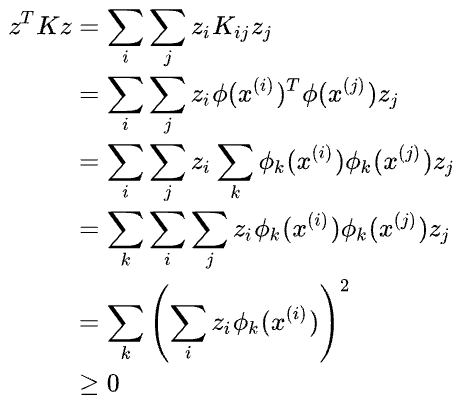 $z^T K z = \sum_i \sum_j z_i K_{ij} z_j$
$= \sum_i \sum_j z_i \phi(x^{(i)})^T \phi(x^{(j)}) z_j$
$= \sum_i \sum_j z_i \sum_k \phi_k(x^{(i)}) \phi_k(x^{(j)}) z_j$
$= \sum_k \sum_i \sum_j z_i \phi_k(x^{(i)}) \phi_k(x^{(j)}) z_j$
$= \sum_k \left( \sum_i z_i \phi_k(x^{(i)}) \right)^2$
$\geq 0$